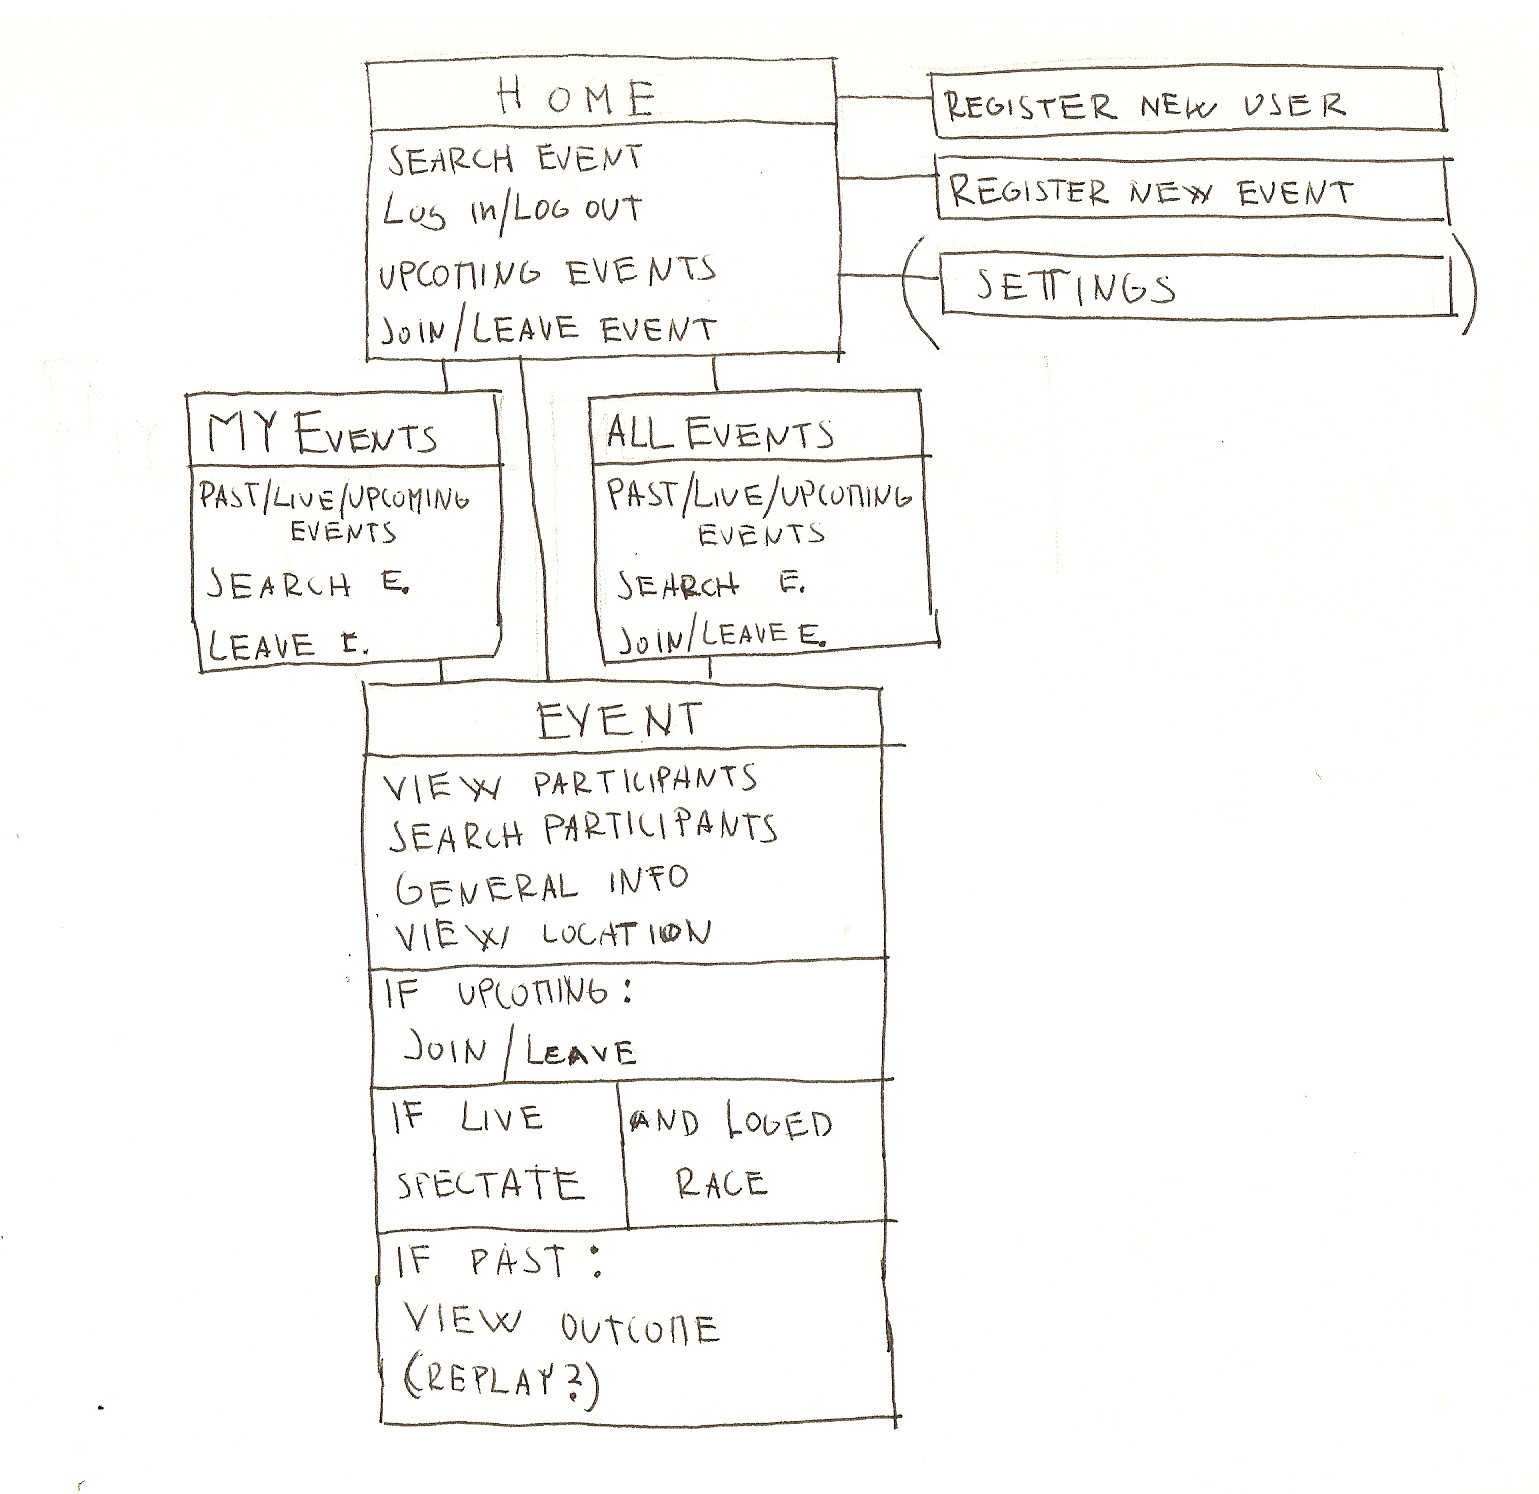 HOME
SEARCH EVENT
LOG in/LOG OUT
UPCOMING EVENTS
JOIN/LEAVE EVENT
REGISTER NEW USER
REGISTER NEW EVENT
( SETTINGS )
MY EVENTS
PAST/LIVE/UPCOMING
EVENTS
SEARCH E.
LEAVE E.
ALL EVENTS
PAST/LIVE/UPCOMING
EVENTS
SEARCH E.
JOIN/LEAVE E.
EVENT
VIEW PARTICIPANTS
SEARCH PARTICIPANTS
GENERAL INFO
VIEW LOCATION
IF UPCOMING:
JOIN/LEAVE
IF LIVE
SPECTATE
AND LOGED
RACE
IF PAST:
VIEW OUTCOME
(REPLAY?)